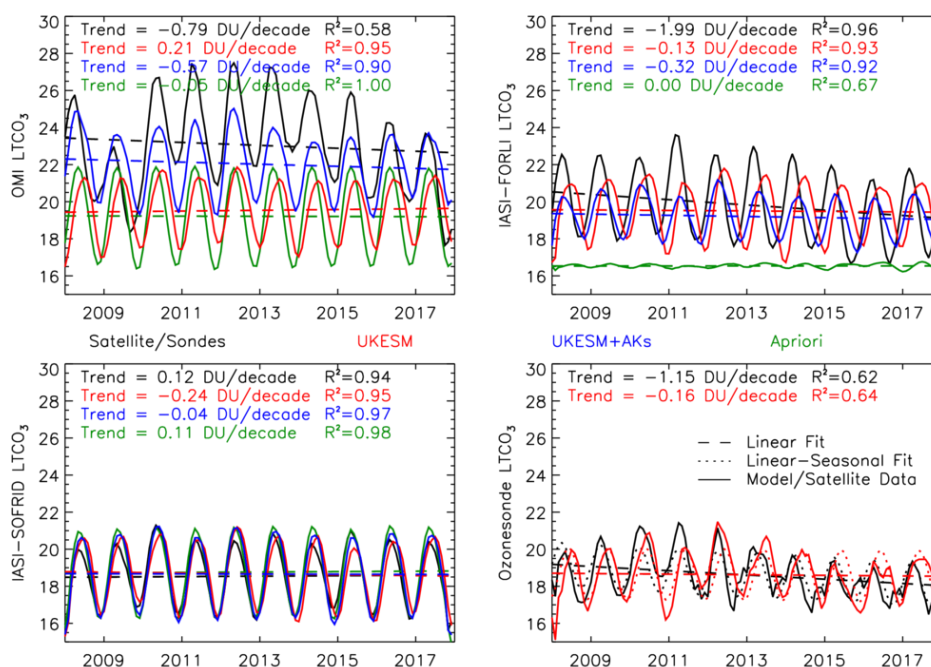 Trend = −0.79 DU/decade R²=0.58
Trend = 0.21 DU/decade R²=0.95
Trend = −0.57 DU/decade R²=0.90
Trend = −0.05 DU/decade R²=1.00
30
28
26
24
22
20
18
16
OMI LTCO₃
2009 2011 2013 2015 2017
Trend = −1.99 DU/decade R²=0.96
Trend = −0.13 DU/decade R²=0.93
Trend = −0.32 DU/decade R²=0.92
Trend = 0.00 DU/decade R²=0.67
30
28
26
24
22
20
18
16
IASI−FORLI LTCO₃
2009 2011 2013 2015 2017
Satellite/Sondes UKESM UKESM+AKs Apriori
Trend = 0.12 DU/decade R²=0.94
Trend = −0.24 DU/decade R²=0.95
Trend = −0.04 DU/decade R²=0.97
Trend = 0.11 DU/decade R²=0.98
30
28
26
24
22
20
18
16
IASI−SOFRID LTCO₃
2009 2011 2013 2015 2017
Trend = −1.15 DU/decade R²=0.62
Trend = −0.16 DU/decade R²=0.64
30
28
26
24
22
20
18
16
Ozonesonde LTCO₃
Linear Fit
Linear−Seasonal Fit
Model/Satellite Data
2009 2011 2013 2015 2017